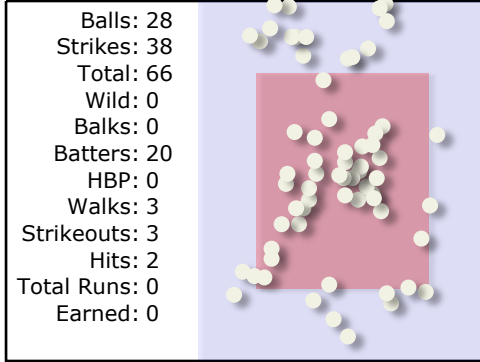 Balls: 28
Strikes: 38
Total: 66
Wild: 0
Balks: 0
Batters: 20
HBP: 0
Walks: 3
Strikeouts: 3
Hits: 2
Total Runs: 0
Earned: 0